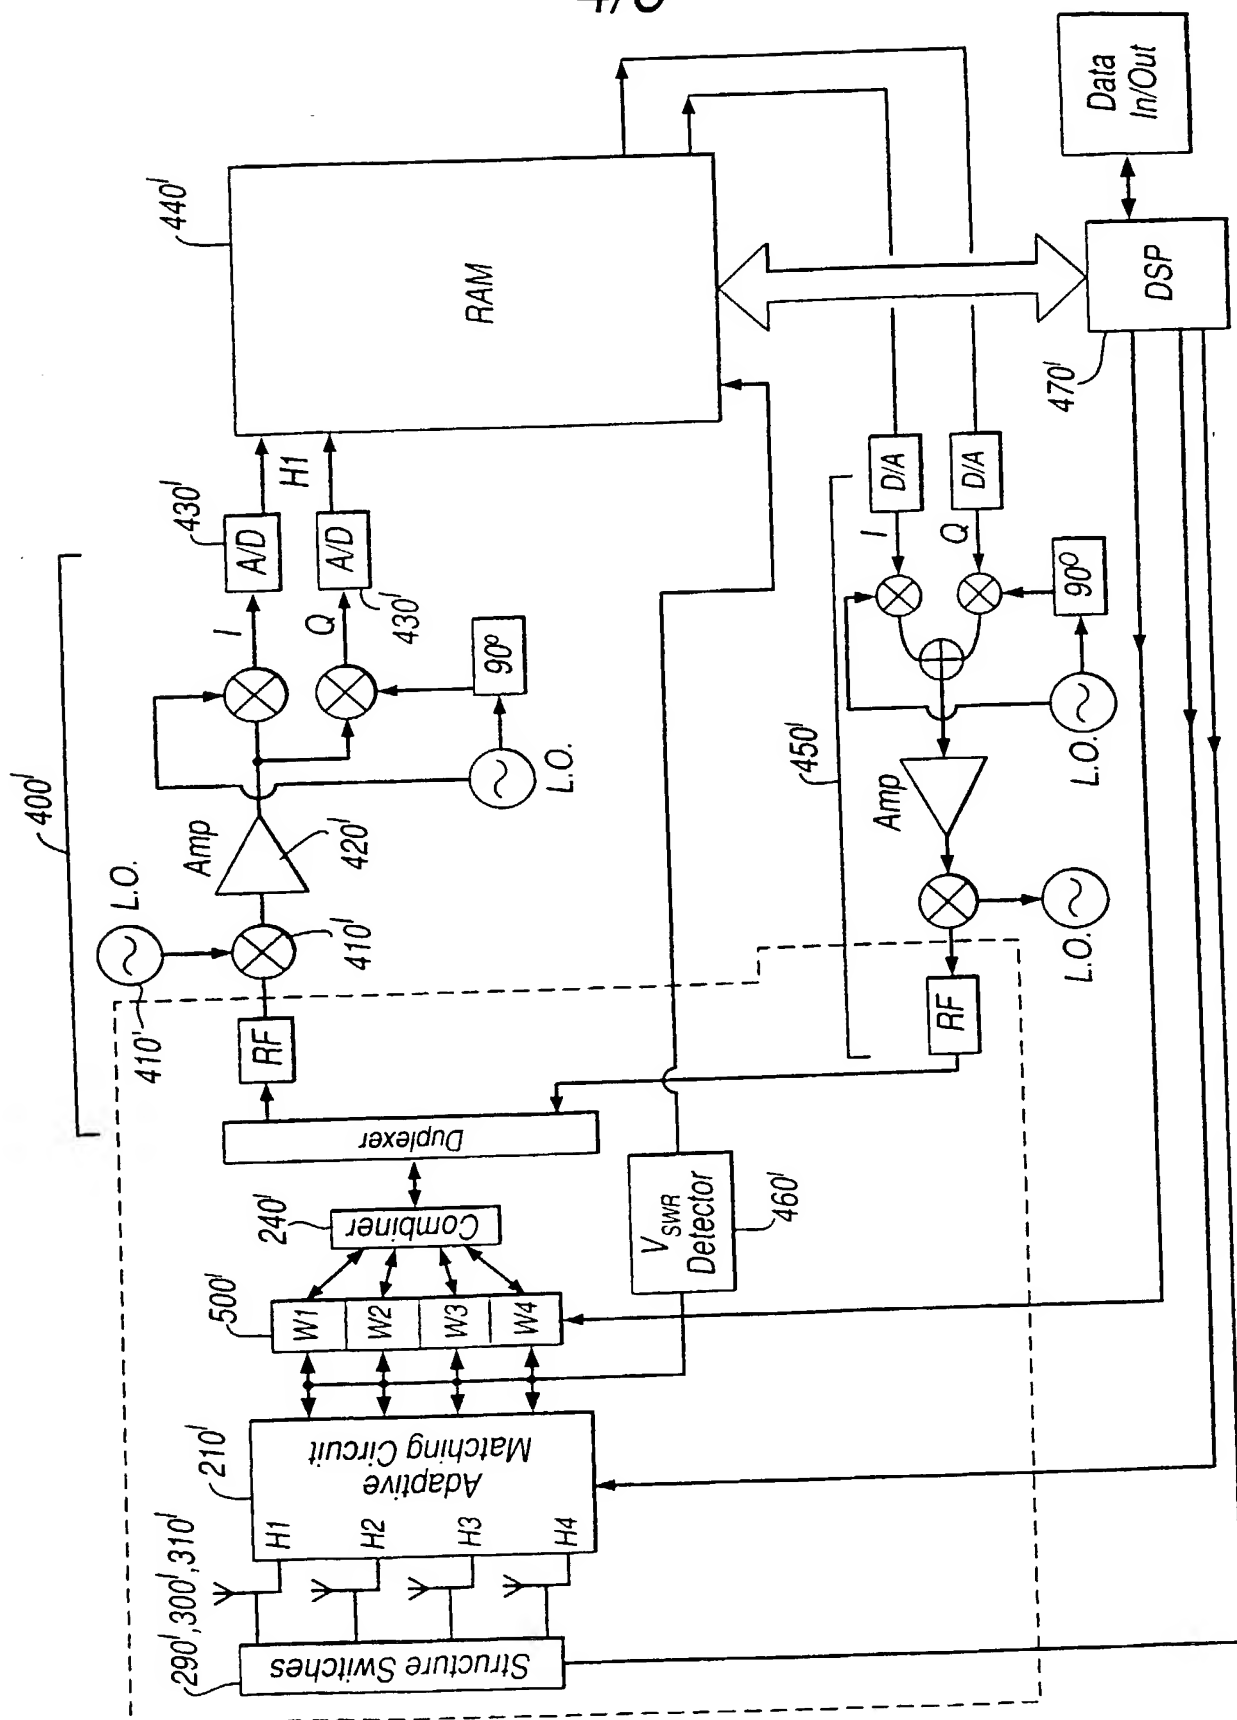 4/6
400'
L.O.
410'
RF
410'
Amp
420'
I
Q
90°
L.O.
430'
A/D
A/D
430'
H1
440'
RAM
Data
In/Out
DSP
470'
D/A
D/A
I
Q
90°
L.O.
450'
Amp
L.O.
RF
Duplexer
240'
Combiner
500'
W1
W2
W3
W4
VSWR
Detector
460'
210'
Adaptive
Matching Circuit
H1
H2
H3
H4
290',300',310'
Structure Switches